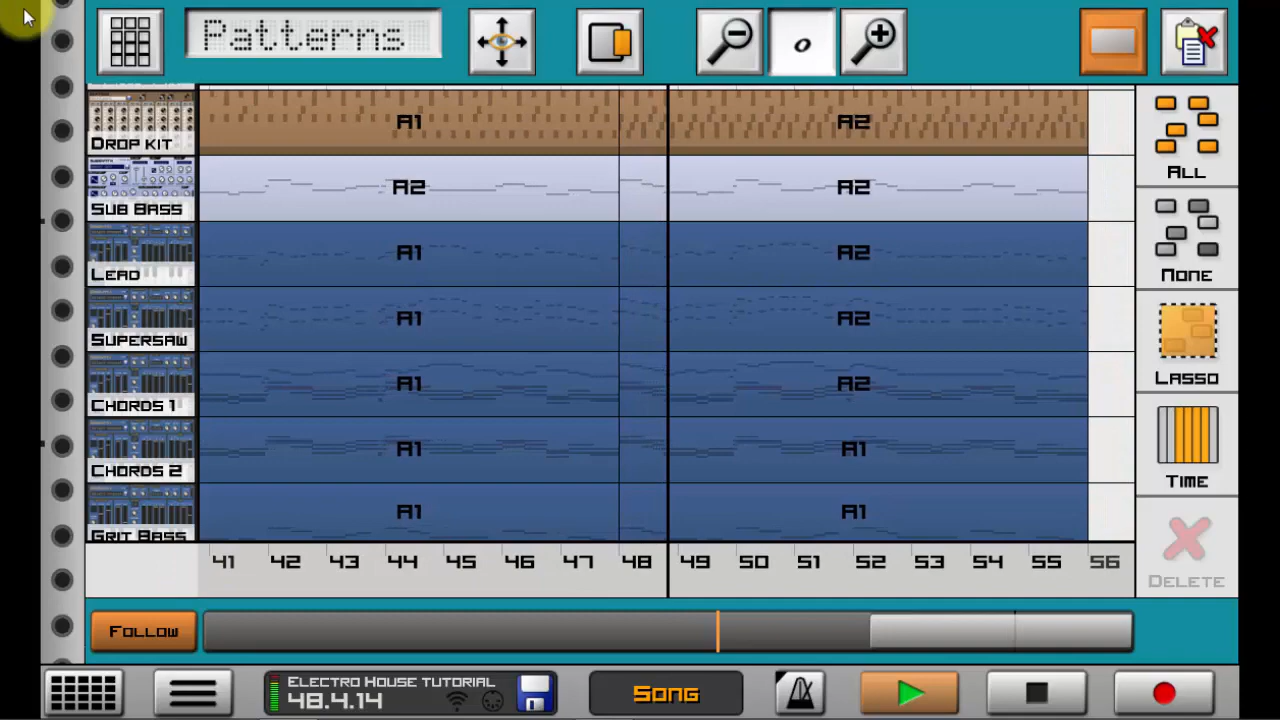 Patterns
o
DROP KIT
A1
A2
SUB BASS
A2
A2
LEAD
A1
A2
SUPERSAW
A1
A2
CHORDS 1
A1
A2
CHORDS 2
A1
A1
GRIT BASS
A1
A1
ALL
NONE
LASSO
TIME
DELETE
41 42 43 44 45 46 47 48 49 50 51 52 53 54 55 56
FOLLOW
ELECTRO HOUSE TUTORIAL
48.4.14
SONG